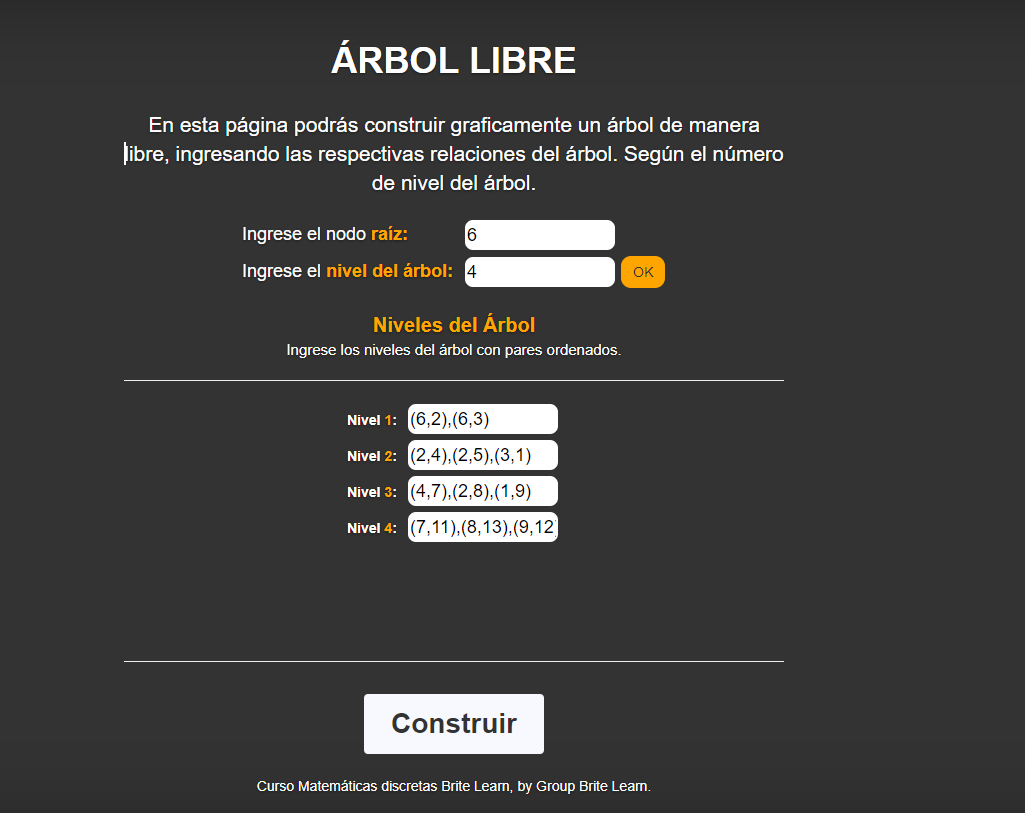 ÁRBOL LIBRE
En esta página podrás construir graficamente un árbol de manera
libre, ingresando las respectivas relaciones del árbol. Según el número
de nivel del árbol.
Ingrese el nodo raíz: 6
Ingrese el nivel del árbol: 4 OK
Niveles del Árbol
Ingrese los niveles del árbol con pares ordenados.
Nivel 1: (6,2),(6,3)
Nivel 2: (2,4),(2,5),(3,1)
Nivel 3: (4,7),(2,8),(1,9)
Nivel 4: (7,11),(8,13),(9,12
Construir
Curso Matemáticas discretas Brite Learn, by Group Brite Learn.